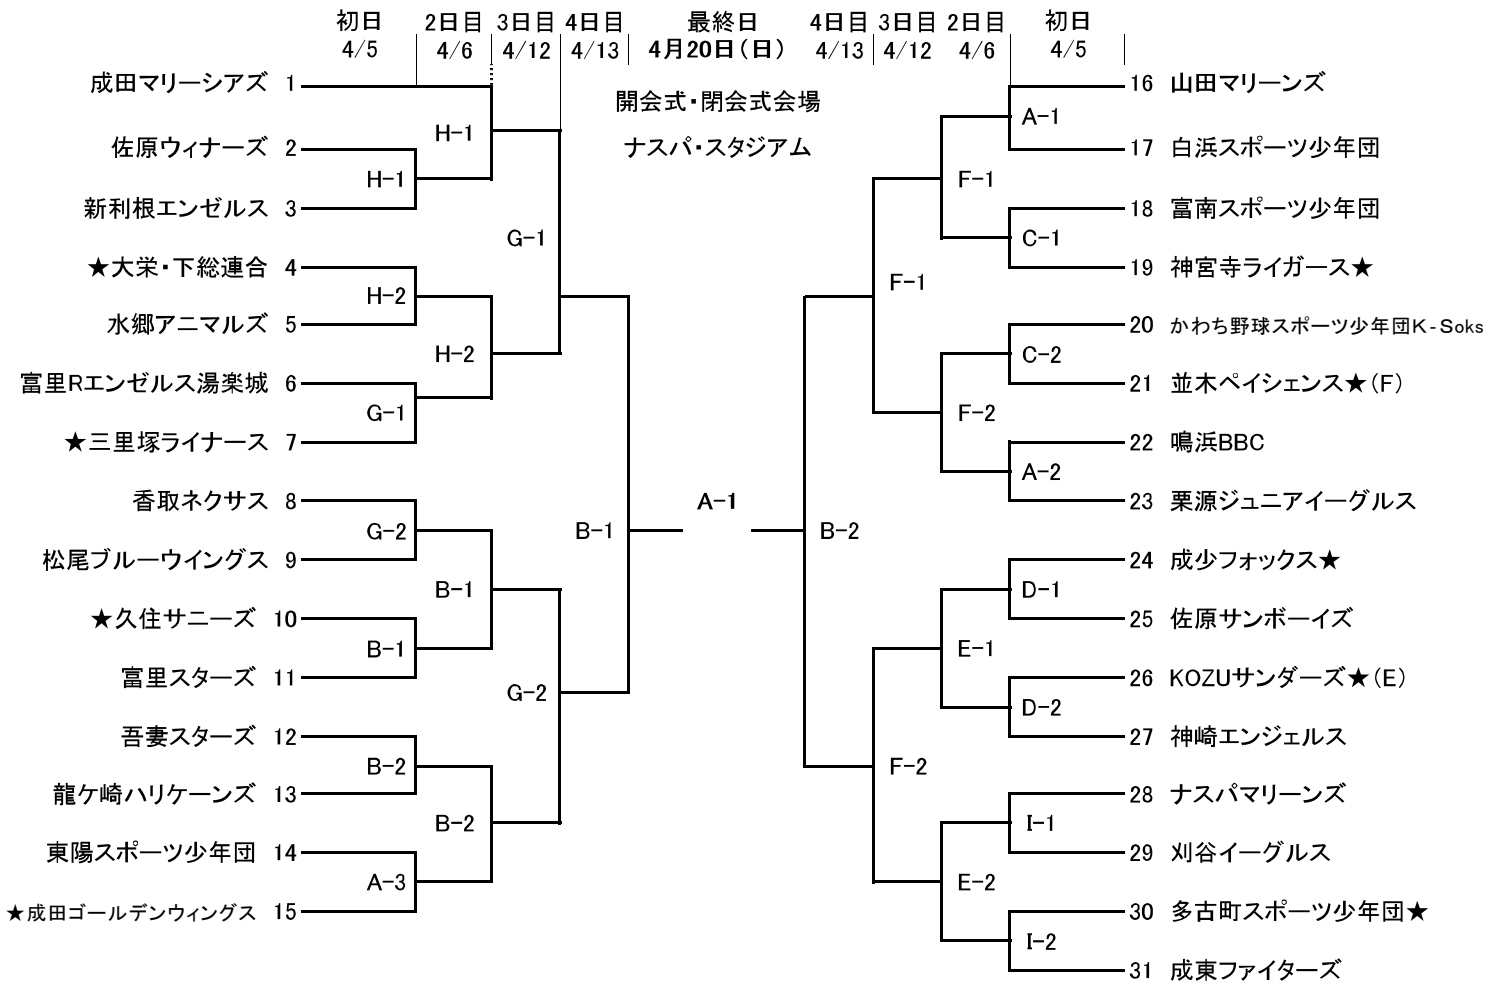 初日 2日目 3日目 4日目 最終日 4日目 3日目 2日目 初日
4/5 4/6 4/12 4/13 4月20日(日) 4/13 4/12 4/6 4/5
開会式・閉会式会場
ナスパ・スタジアム
成田マリーシアズ 1
佐原ウィナーズ 2
新利根エンゼルス 3
★大栄・下総連合 4
水郷アニマルズ 5
富里Rエンゼルス湯楽城 6
★三里塚ライナース 7
香取ネクサス 8
松尾ブルーウイングス 9
★久住サニーズ 10
富里スターズ 11
吾妻スターズ 12
龍ケ崎ハリケーンズ 13
東陽スポーツ少年団 14
★成田ゴールデンウィングス 15
H-1
H-2
G-1
G-2
B-1
B-2
A-3
H-1
H-2
B-1
B-2
G-1
G-2
B-1
A-1
B-2
F-1
F-2
F-1
F-2
E-1
E-2
A-1
C-1
C-2
A-2
D-1
D-2
I-1
I-2
16 山田マリーンズ
17 白浜スポーツ少年団
18 富南スポーツ少年団
19 神宮寺ライガース★
20 かわち野球スポーツ少年団K-Soks
21 並木ペイシェンス★(F)
22 鳴浜BBC
23 栗源ジュニアイーグルス
24 成少フォックス★
25 佐原サンボーイズ
26 KOZUサンダーズ★(E)
27 神崎エンジェルス
28 ナスパマリーンズ
29 刈谷イーグルス
30 多古町スポーツ少年団★
31 成東ファイターズ